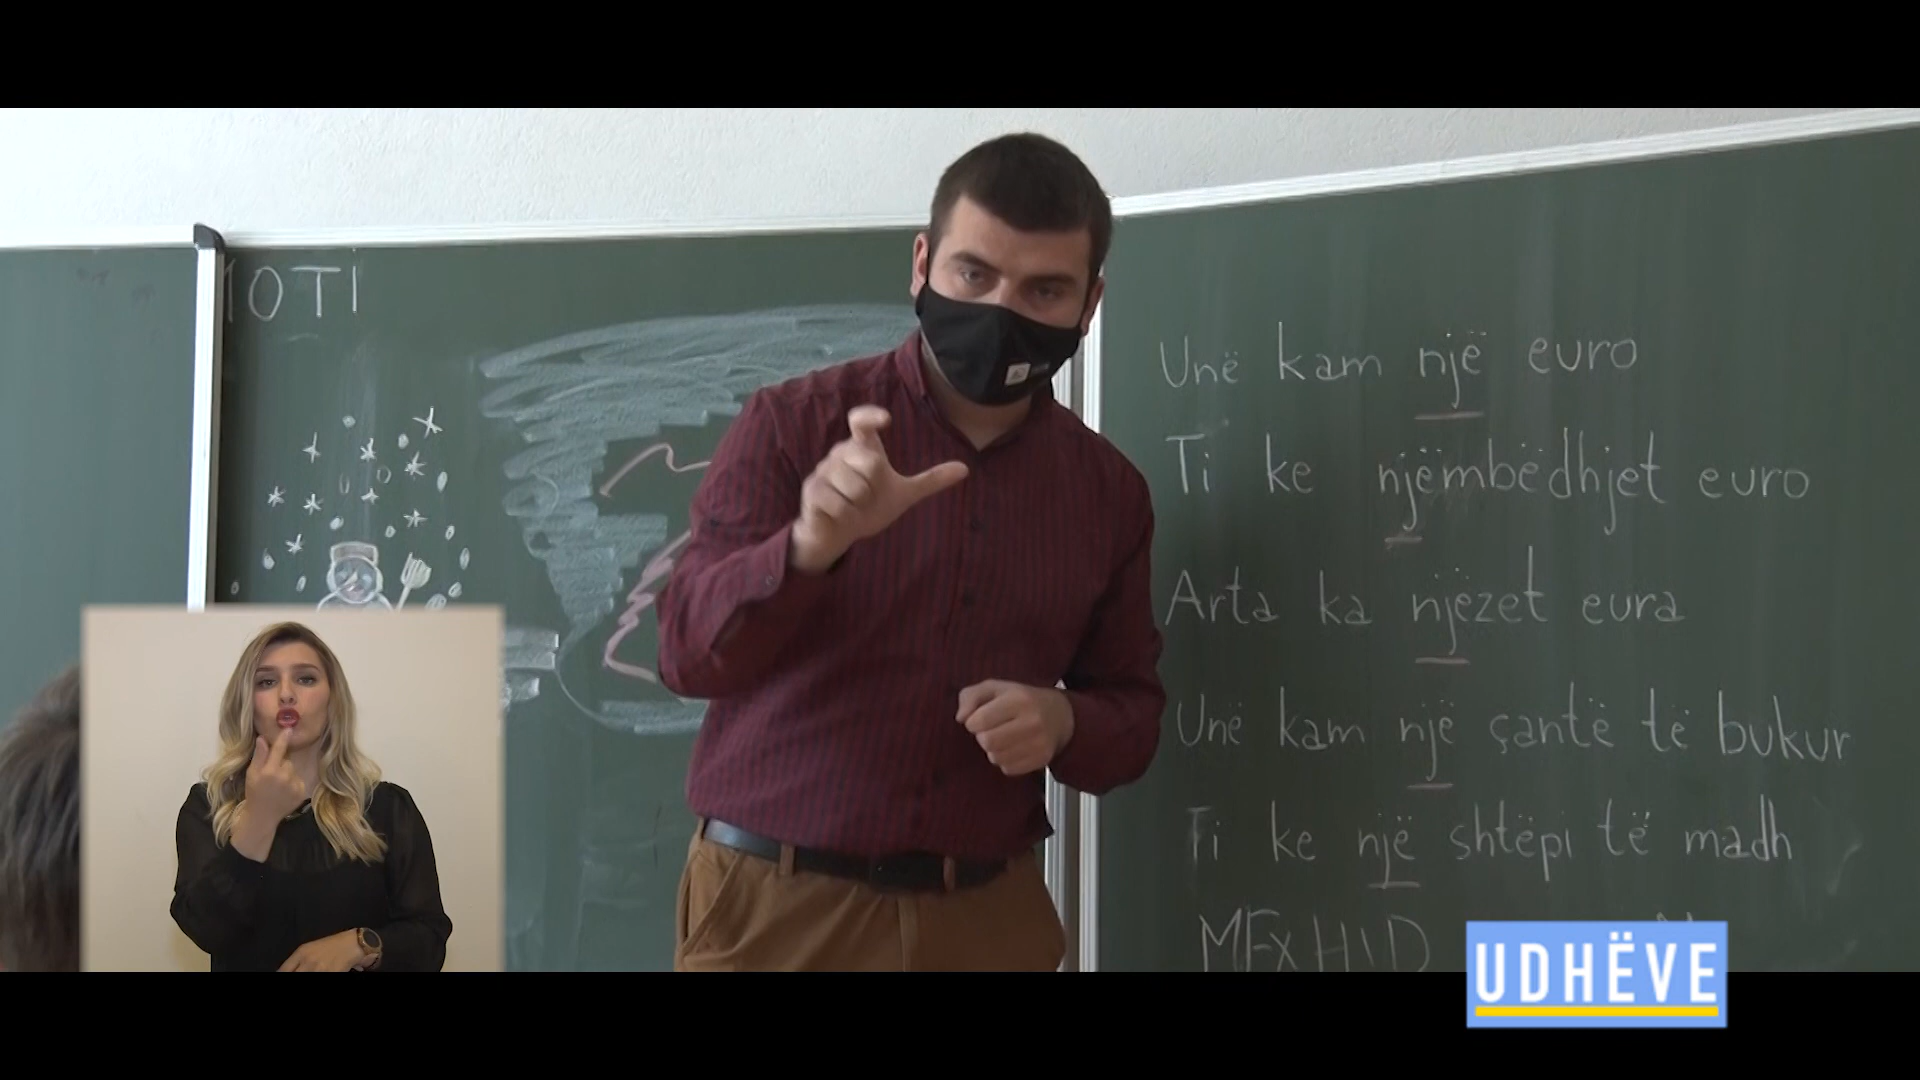 MOTI
Unë kam një euro
Ti ke njëmbëdhjet euro
Arta ka njëzet eura
Unë kam një çantë të bukur
Ti ke një shtëpi të madh
MExHID
UDHËVE